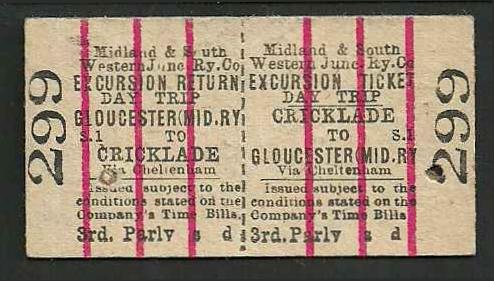 299
Midland & South
Western Junc. Ry. Co
EXCURSION RETURN
DAY TRIP
GLOUCESTER (MID. RY
S.1 TO
CRICKLADE
Via Cheltenham
Issued subject to the
conditions stated on the
Company's Time Bills.
3rd. Parly s d
Midland & South
Western Junc. Ry. Co
EXCURSION TICKET
DAY TRIP
CRICKLADE
TO S.1
GLOUCESTER (MID. RY
Via Cheltenham
Issued subject to the
conditions stated on the
Company's Time Bills.
3rd. Parly s d
299